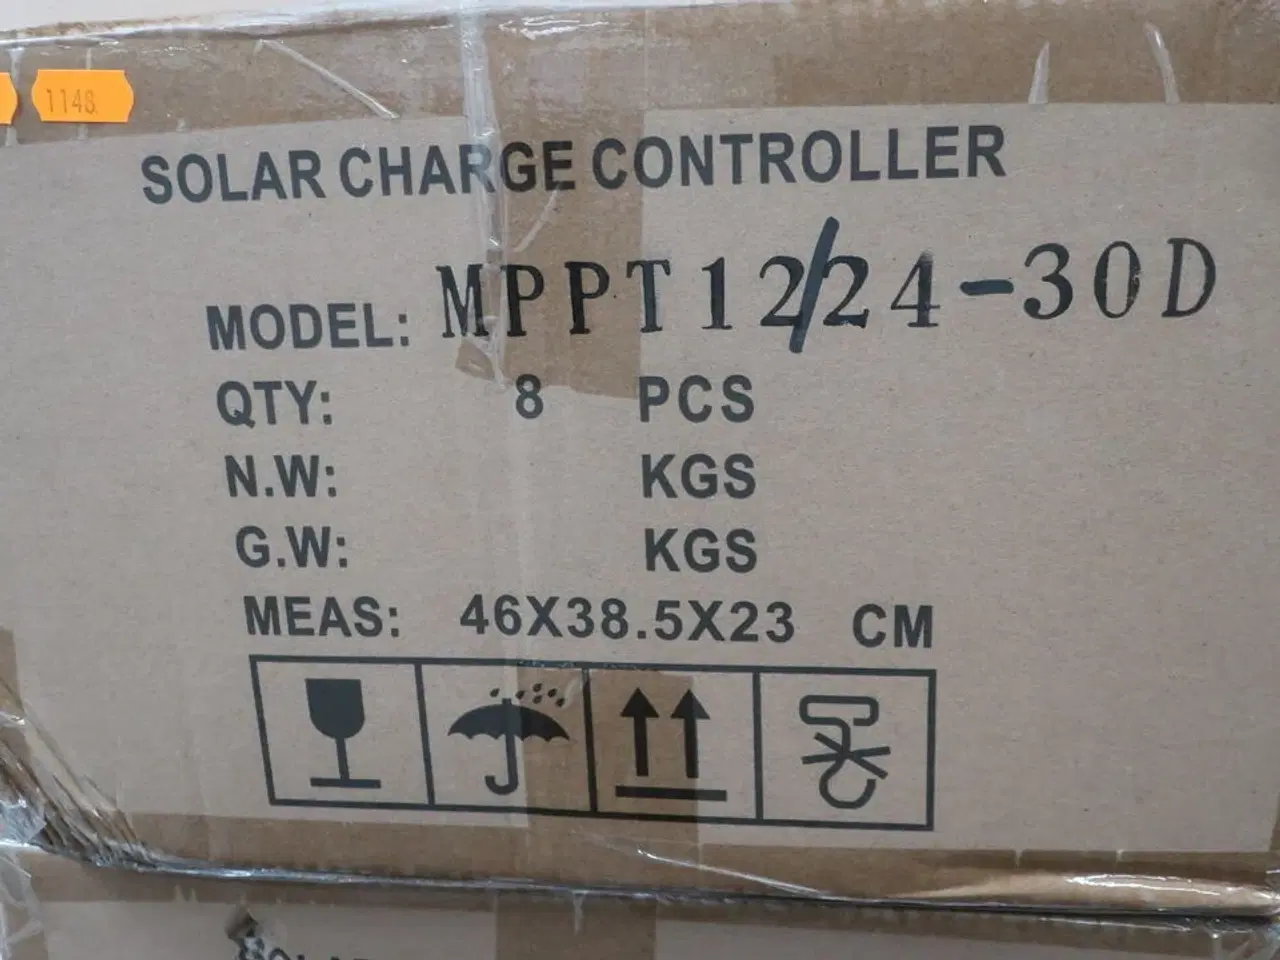 1148
SOLAR CHARGE CONTROLLER
MODEL: MPPT12/24-30D
QTY: 8 PCS
N.W: KGS
G.W: KGS
MEAS: 46X38.5X23 CM